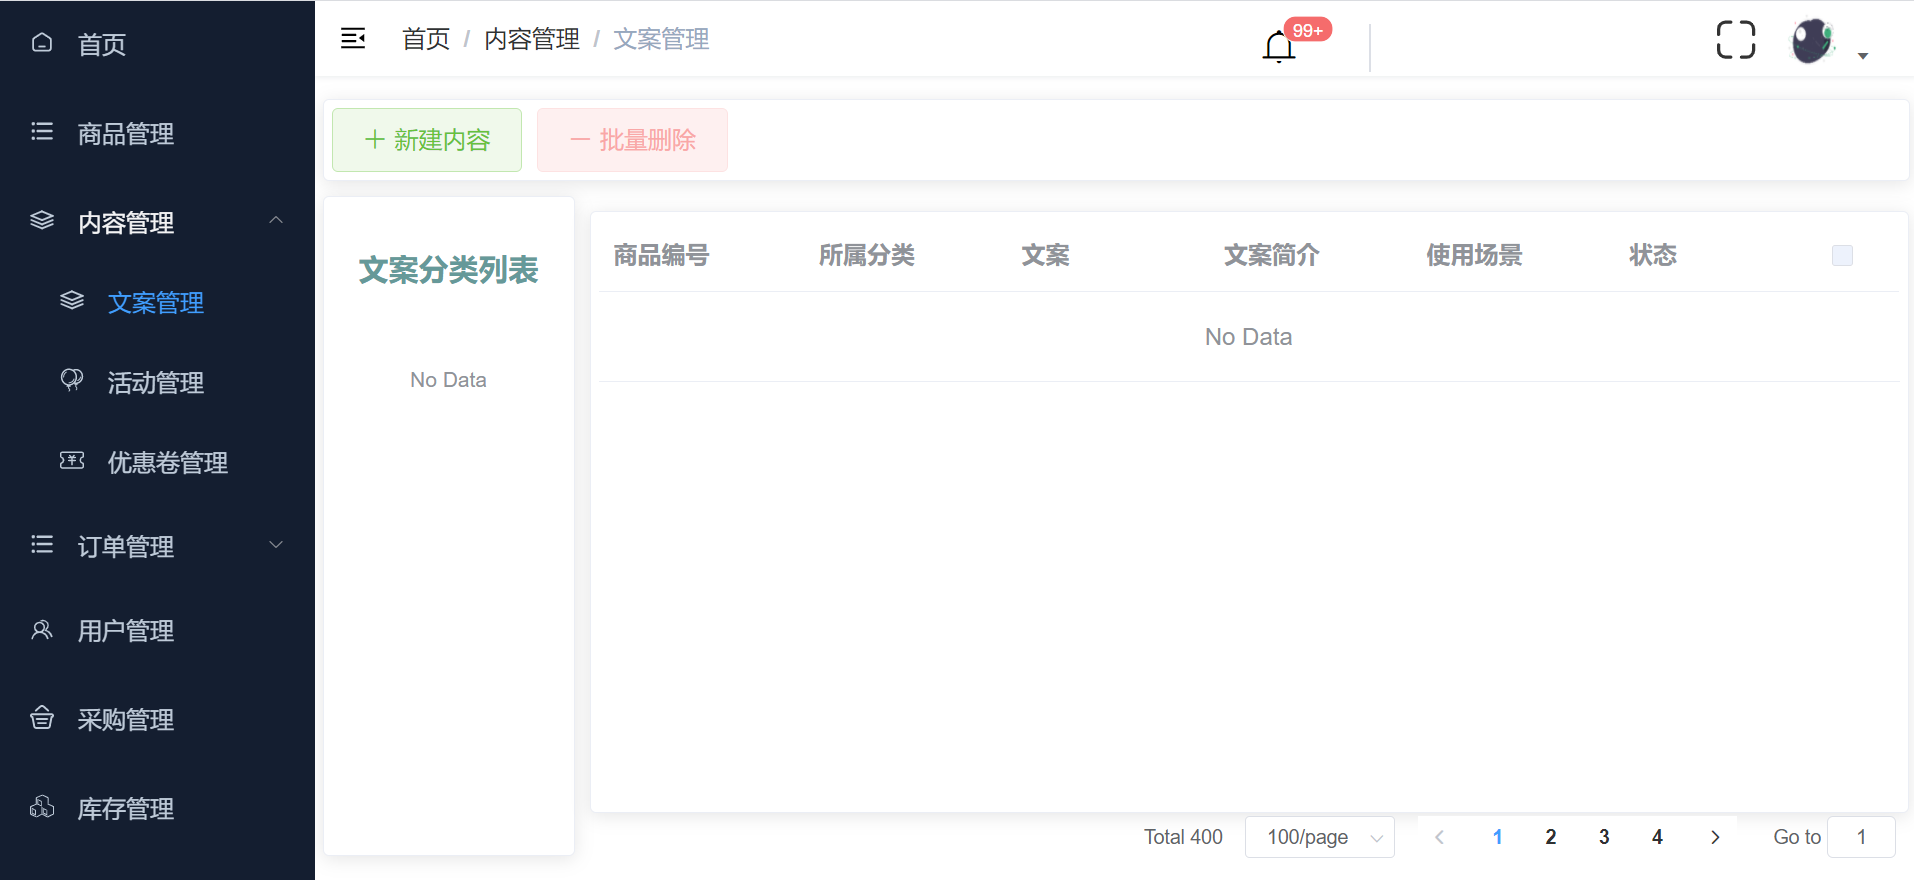 首页
商品管理
内容管理
文案管理
活动管理
优惠卷管理
订单管理
用户管理
采购管理
库存管理
首页 / 内容管理 / 文案管理
99+
新建内容
批量删除
文案分类列表
No Data
商品编号 所属分类 文案 文案简介 使用场景 状态
No Data
Total 400 100/page 1 2 3 4 Go to 1